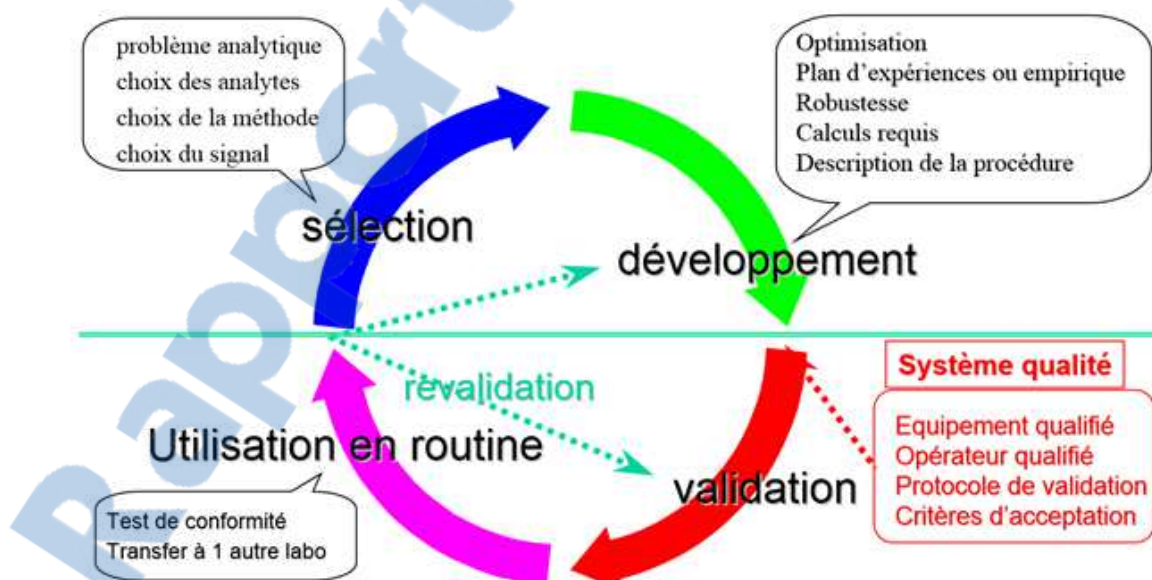 problème analytique
choix des analytes
choix de la méthode
choix du signal
Optimisation
Plan d'expériences ou empirique
Robustesse
Calculs requis
Description de la procédure
sélection
développement
revalidation
Système qualité
Equipement qualifié
Opérateur qualifié
Protocole de validation
Critères d'acceptation
Utilisation en routine
validation
Test de conformité
Transfer à 1 autre labo
Rapport